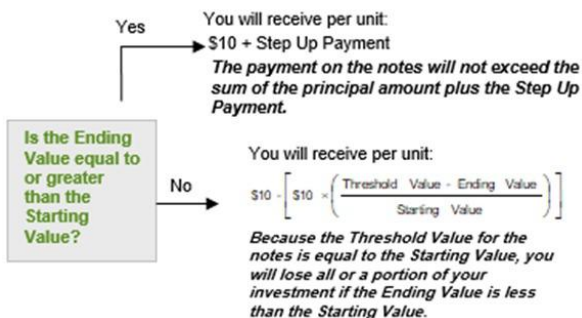 Yes
You will receive per unit:
$10 + Step Up Payment
The payment on the notes will not exceed the
sum of the principal amount plus the Step Up
Payment.
Is the Ending
Value equal to
or greater
than the
Starting
Value?
No
You will receive per unit:
$10 - [ $10 × ( Threshold Value - Ending Value
Starting Value ) ]
Because the Threshold Value for the
notes is equal to the Starting Value, you
will lose all or a portion of your
investment if the Ending Value is less
than the Starting Value.